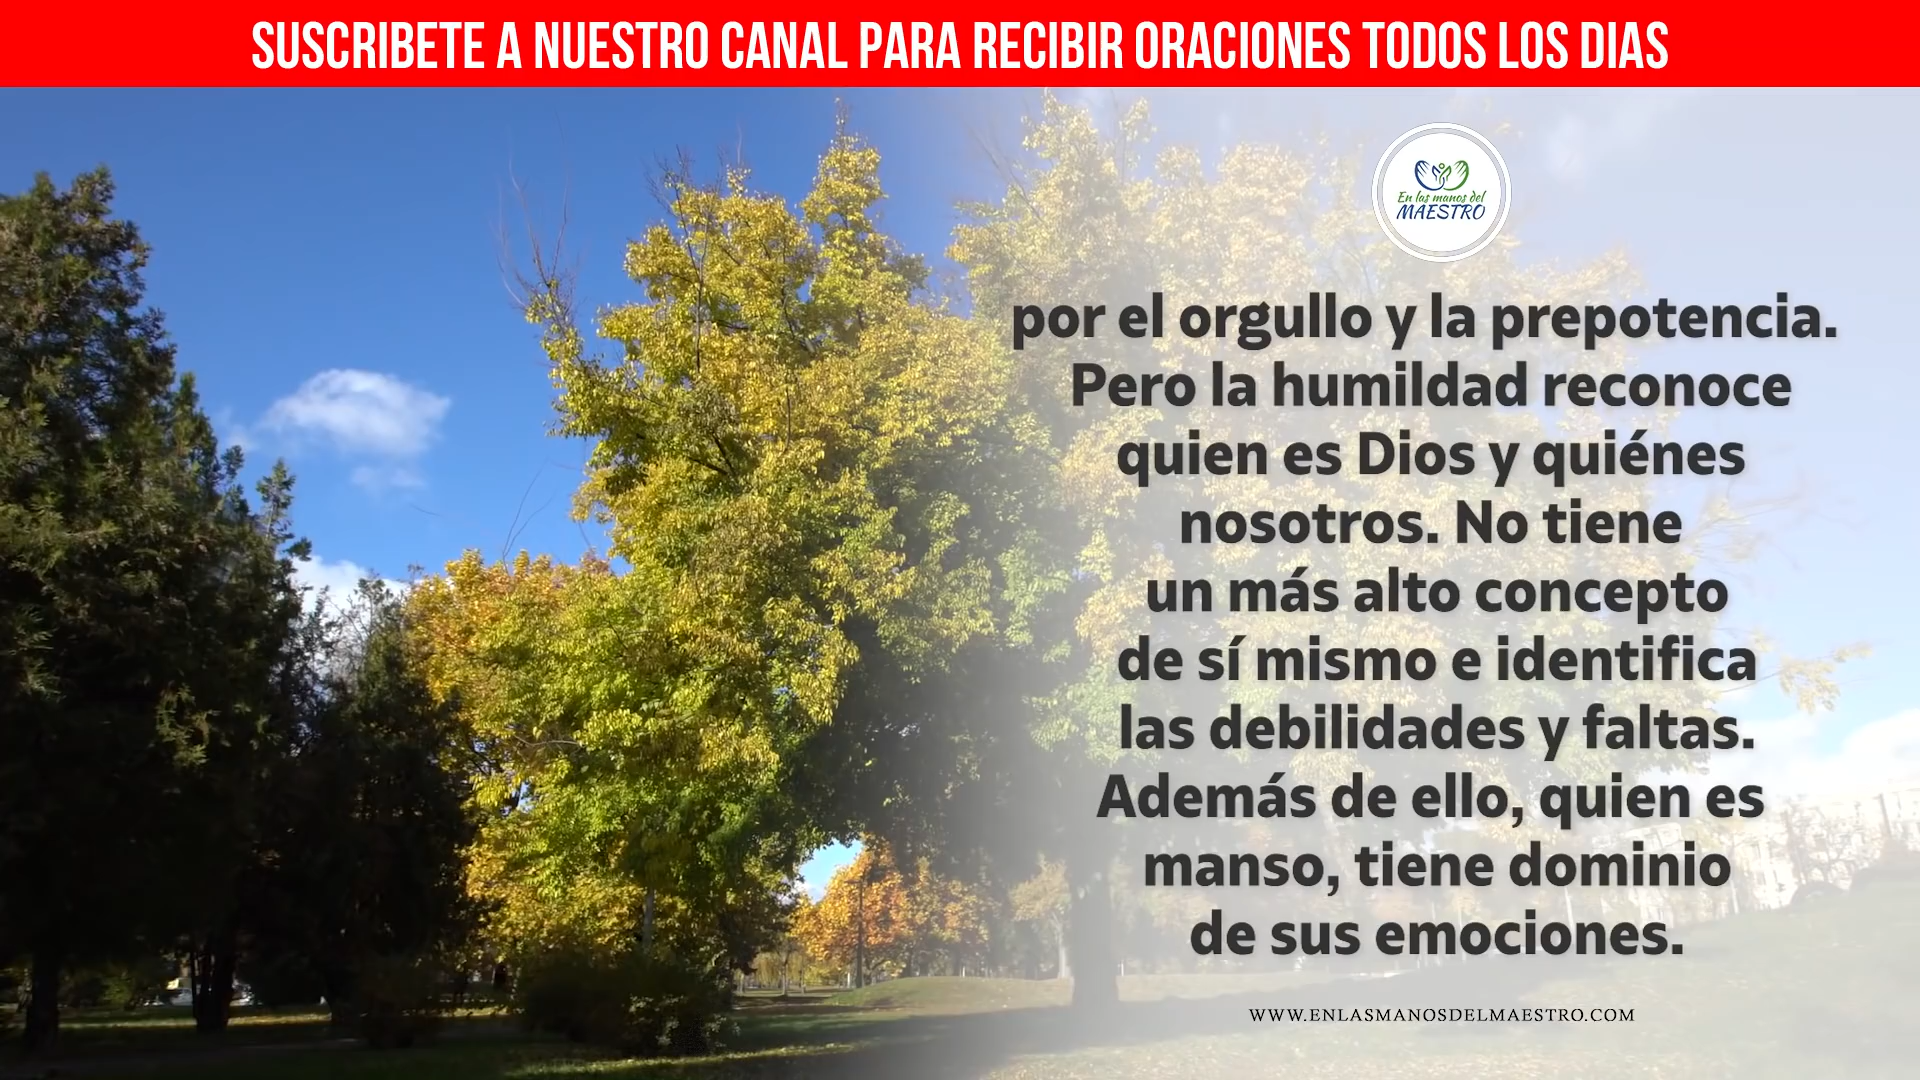 SUSCRIBETE A NUESTRO CANAL PARA RECIBIR ORACIONES TODOS LOS DIAS
En las manos del
MAESTRO
por el orgullo y la prepotencia.
Pero la humildad reconoce
quien es Dios y quiénes
nosotros. No tiene
un más alto concepto
de sí mismo e identifica
las debilidades y faltas.
Además de ello, quien es
manso, tiene dominio
de sus emociones.
WWW.ENLASMANOSDELMAESTRO.COM